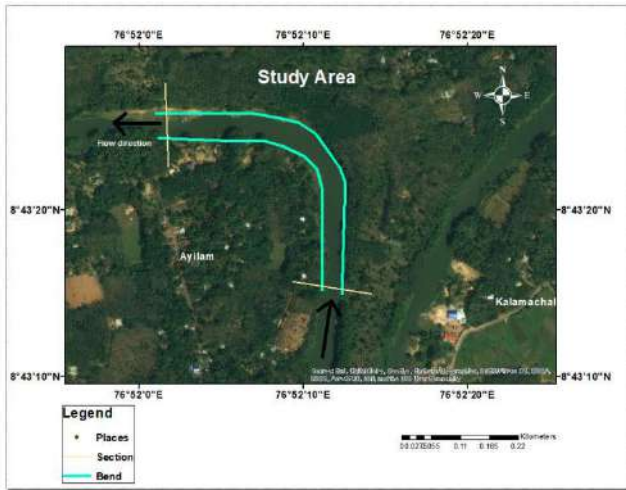 76°52'0"E 76°52'10"E 76°52'20"E
Study Area
N
W E
S
Flow direction
8°43'20"N 8°43'20"N
Ayilam
Kalamachal
8°43'10"N 8°43'10"N
76°52'0"E 76°52'10"E 76°52'20"E
Legend
Places
Section
Bend
Kilometers
0.11 0.165 0.22